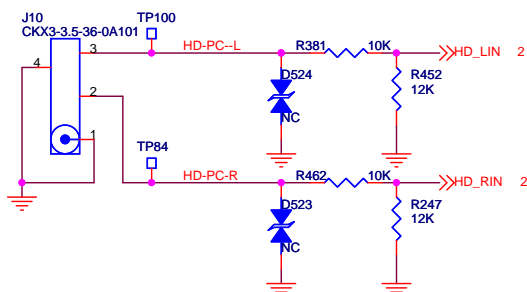 J10
CKX3-3.5-36-0A101
TP100
3
HD-PC--L
R381
10K
HD_LIN
2
4
D524
R452
12K
2
NC
1
TP84
HD-PC-R
R462
10K
HD_RIN
2
D523
R247
12K
NC